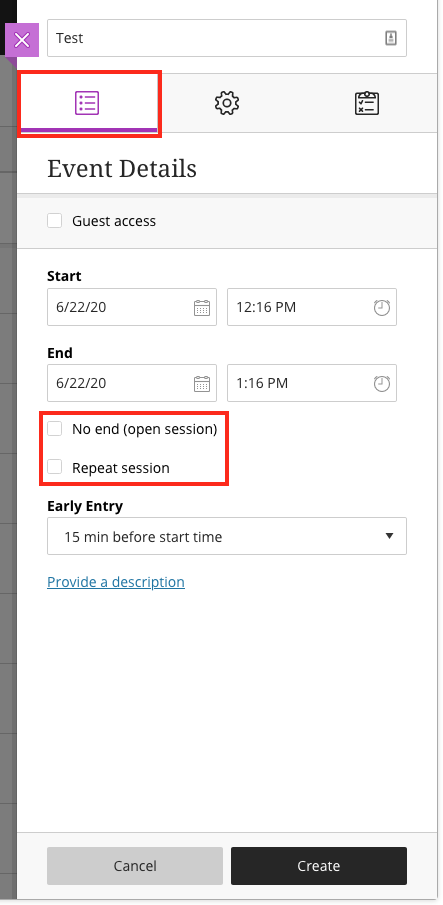 Test
Event Details
Guest access
Start
6/22/20 12:16 PM
End
6/22/20 1:16 PM
No end (open session)
Repeat session
Early Entry
15 min before start time
Provide a description
Cancel Create